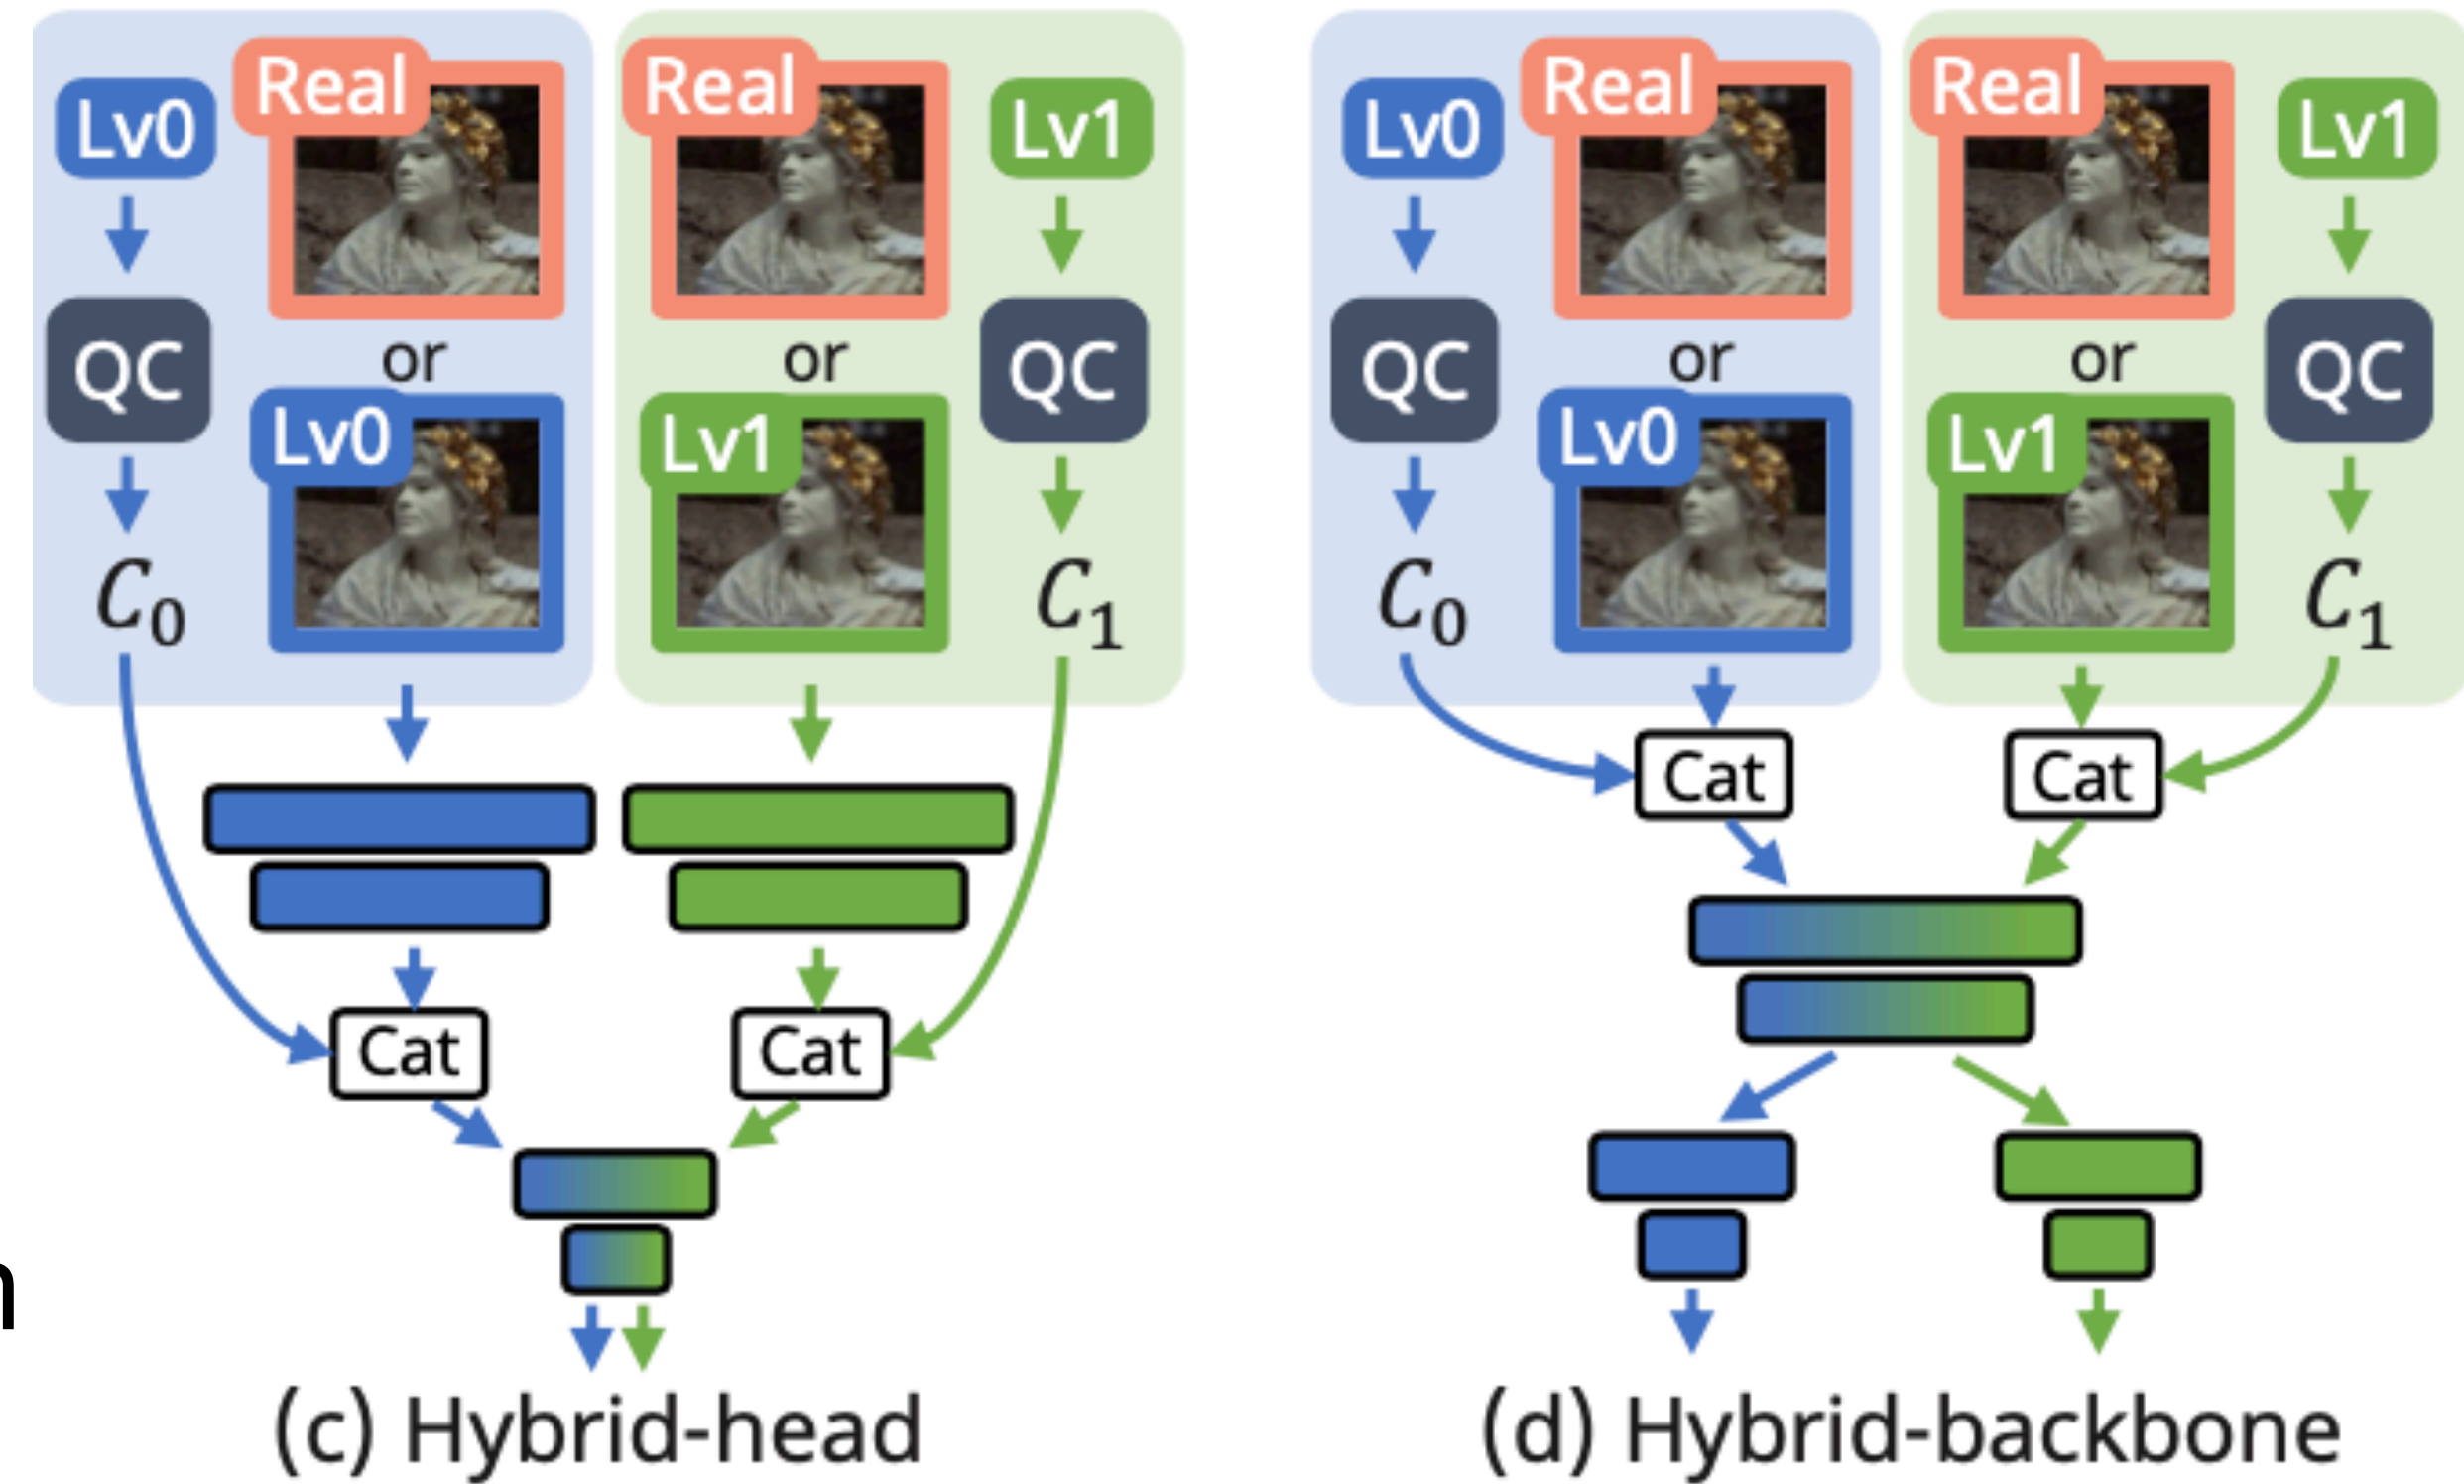 Lv0 Real Real Lv1 Lv0 Real Real Lv1
QC or or QC QC or or QC
Lv0 Lv1 Lv0 Lv1
C₀ C₁ C₀ C₁
Cat Cat
Cat Cat
n
(c) Hybrid-head (d) Hybrid-backbone